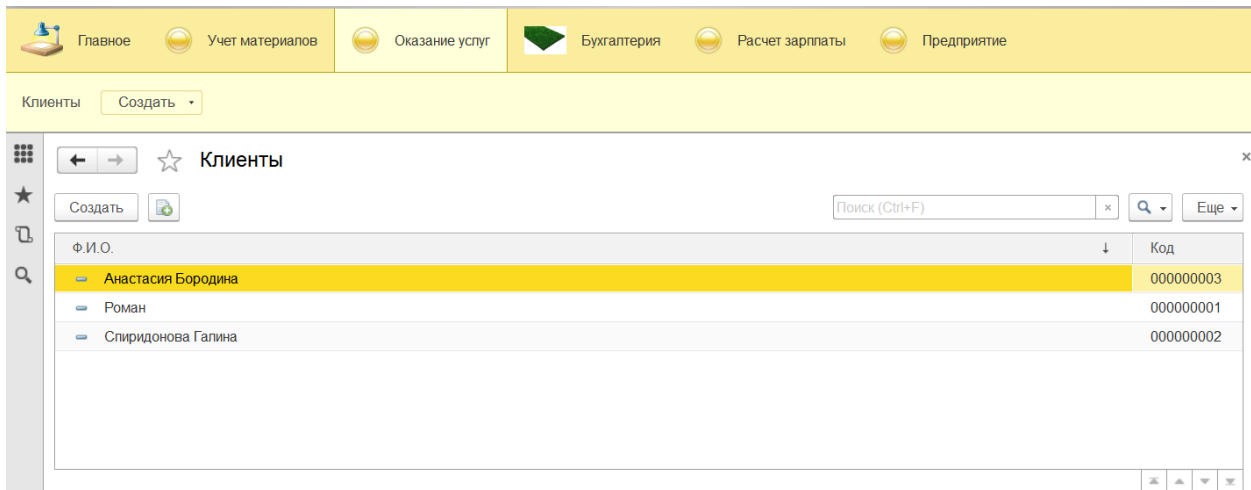 Главное Учет материалов Оказание услуг Бухгалтерия Расчет зарплаты Предприятие
Клиенты Создать
Клиенты
Создать Поиск (Ctrl+F) Еще
Ф.И.О. Код
Анастасия Бородина 000000003
Роман 000000001
Спиридонова Галина 000000002